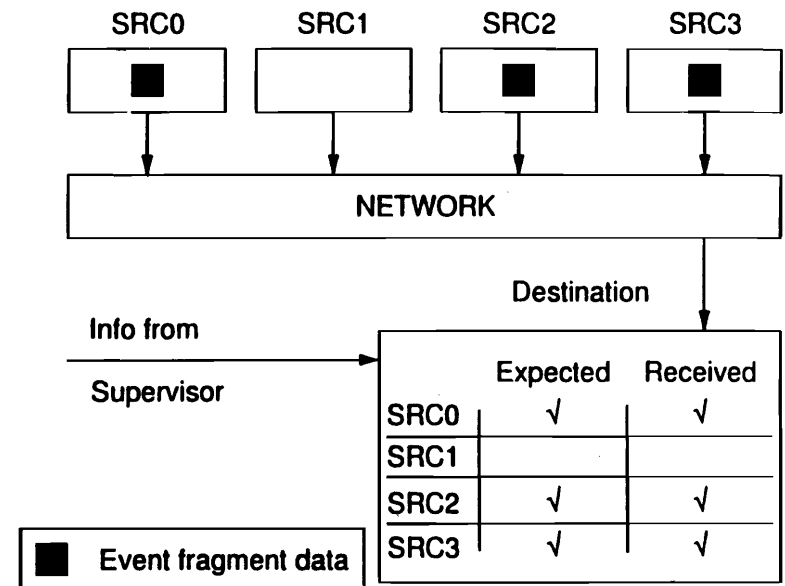 SRC0 SRC1 SRC2 SRC3
NETWORK
Destination
Info from
Supervisor
Expected Received
SRC0 √ √
SRC1
SRC2 √ √
SRC3 √ √
Event fragment data